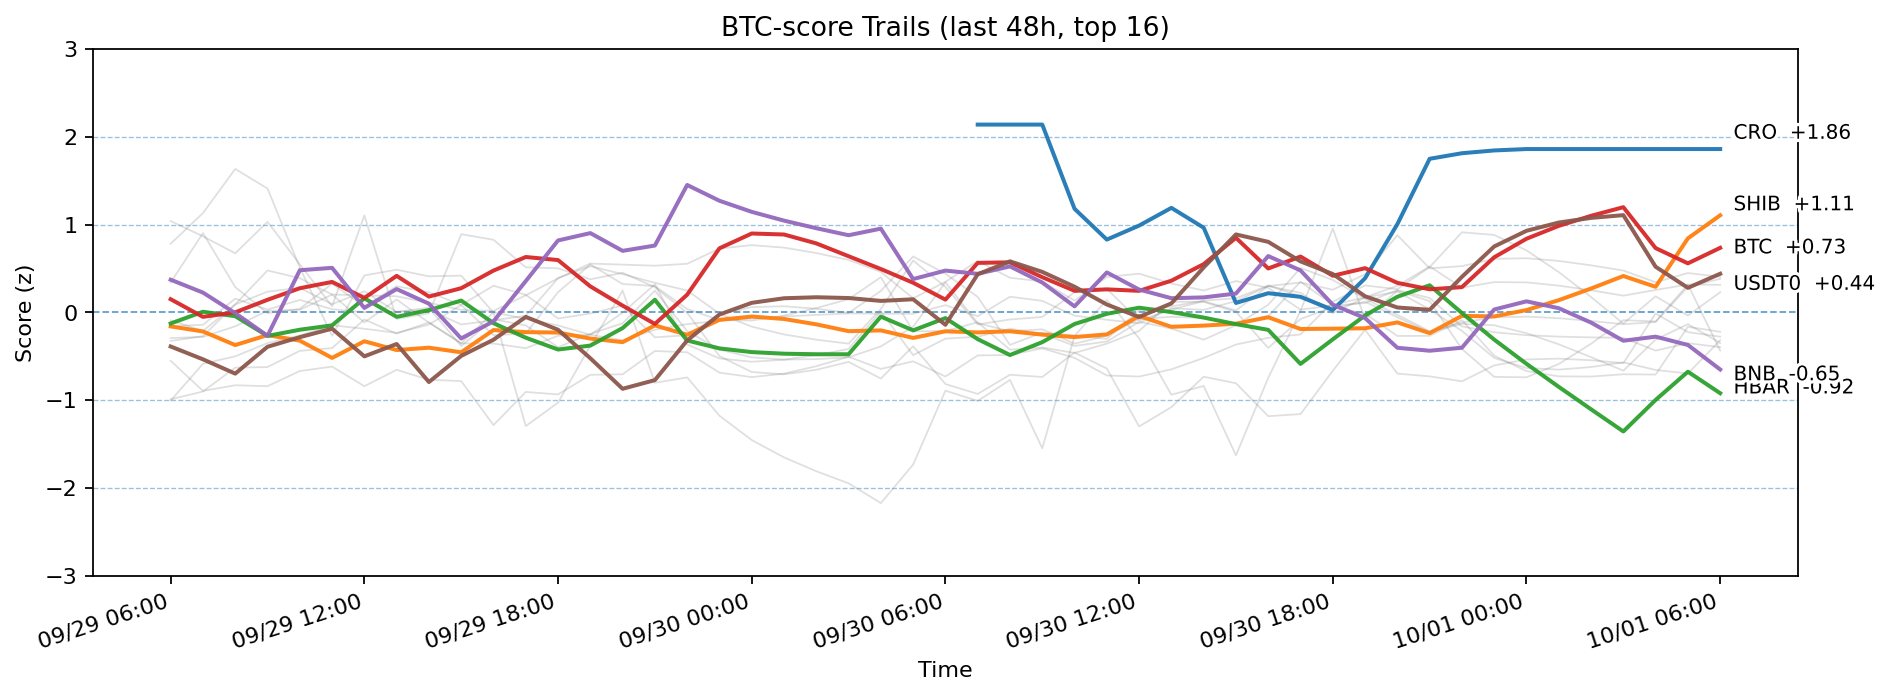 BTC-score Trails (last 48h, top 16)
Score (z)
3
2
1
0
−1
−2
−3
CRO +1.86
SHIB +1.11
BTC +0.73
USDT0 +0.44
BNB -0.65
HBAR -0.92
09/29 06:00
09/29 12:00
09/29 18:00
09/30 00:00
09/30 06:00
09/30 12:00
09/30 18:00
10/01 00:00
10/01 06:00
Time